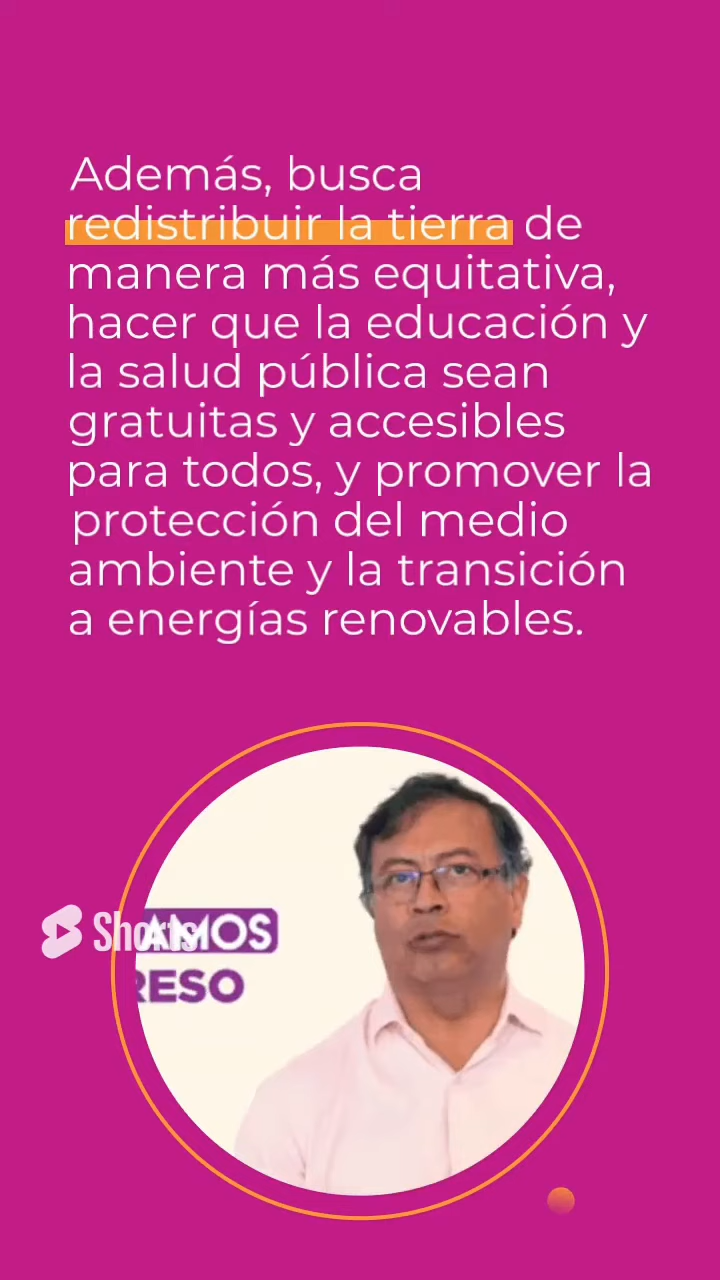 Además, busca
redistribuir la tierra de
manera más equitativa,
hacer que la educación y
la salud pública sean
gratuitas y accesibles
para todos, y promover la
protección del medio
ambiente y la transición
a energías renovables.
Shorts
AMOS
RESO